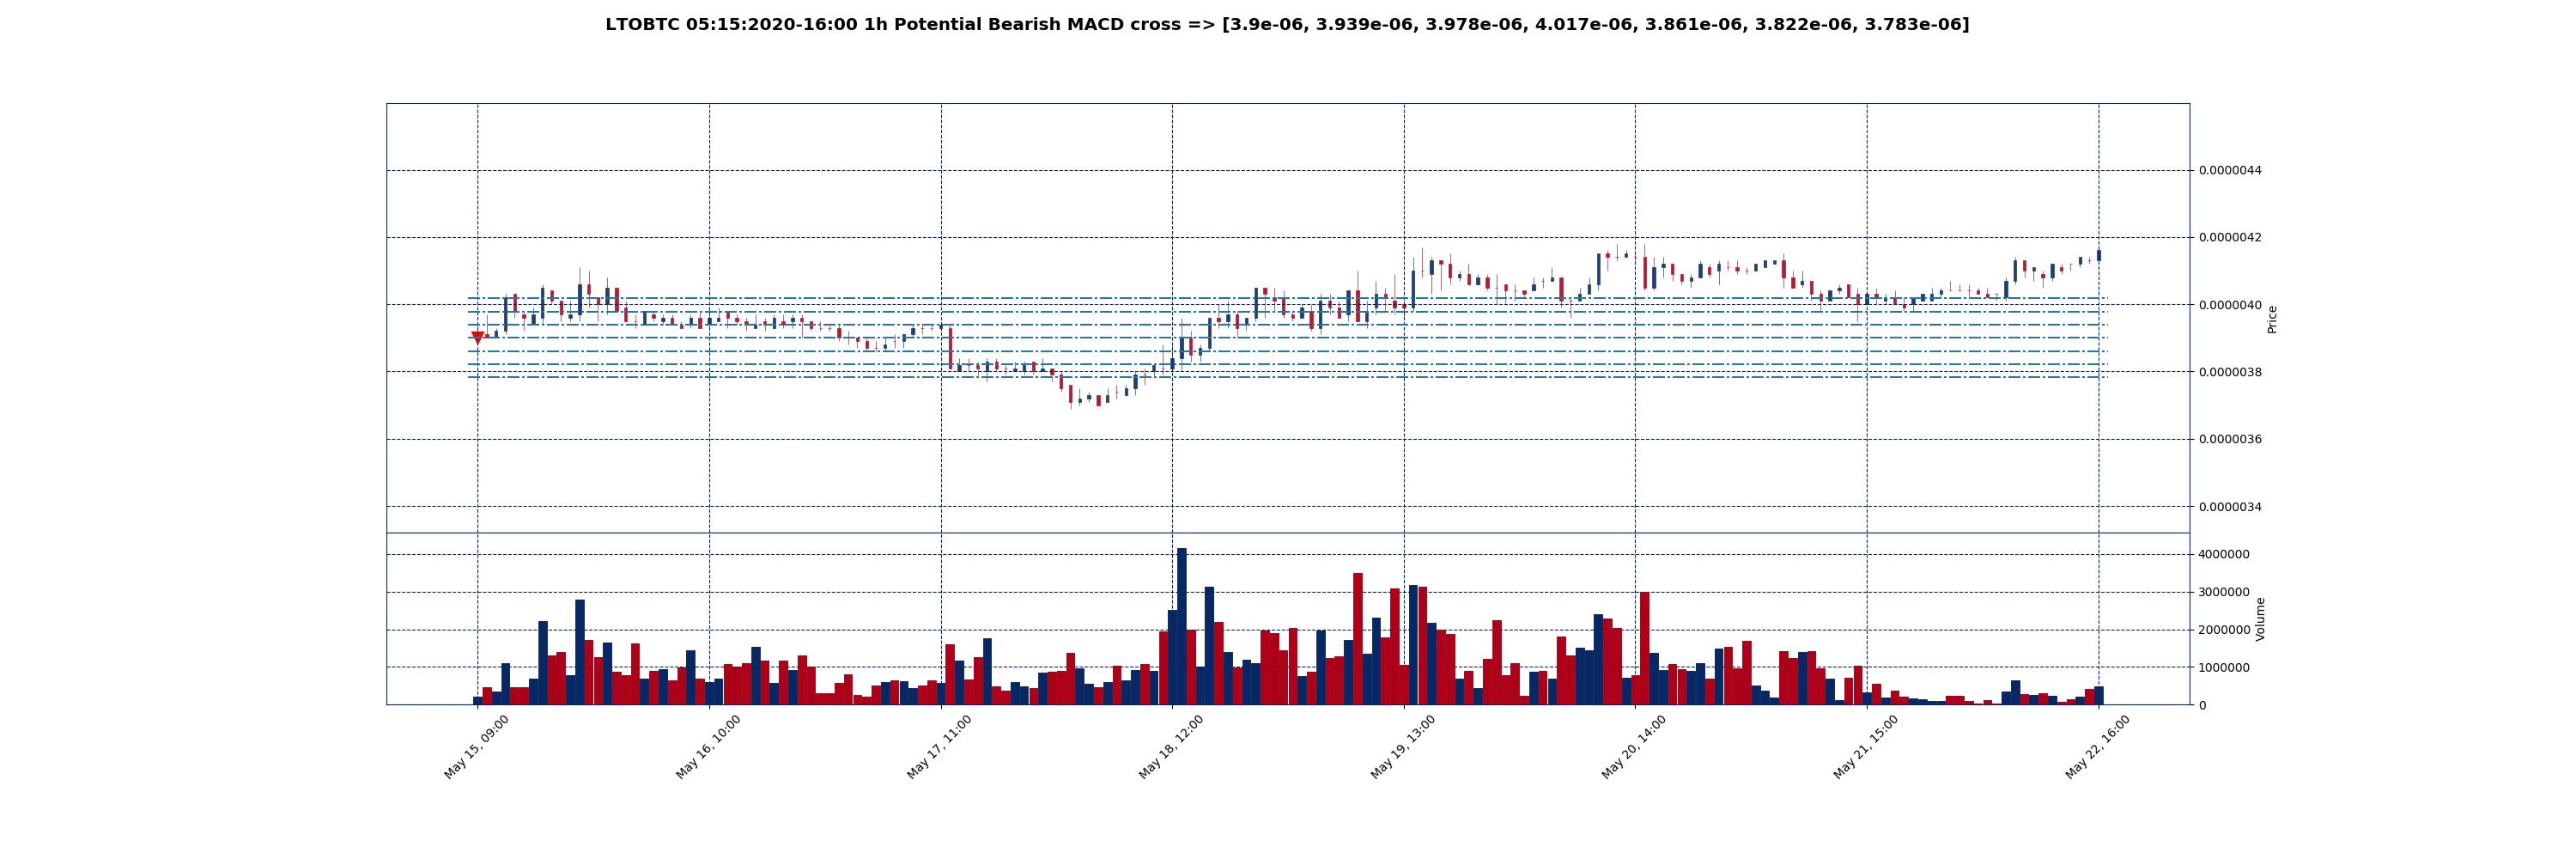 LTOBTC 05:15:2020-16:00 1h Potential Bearish MACD cross => [3.9e-06, 3.939e-06, 3.978e-06, 4.017e-06, 3.861e-06, 3.822e-06, 3.783e-06]
0.0000044
0.0000042
0.0000040
0.0000038
0.0000036
0.0000034
Price
4000000
3000000
2000000
1000000
0
Volume
May 15, 09:00
May 16, 10:00
May 17, 11:00
May 18, 12:00
May 19, 13:00
May 20, 14:00
May 21, 15:00
May 22, 16:00